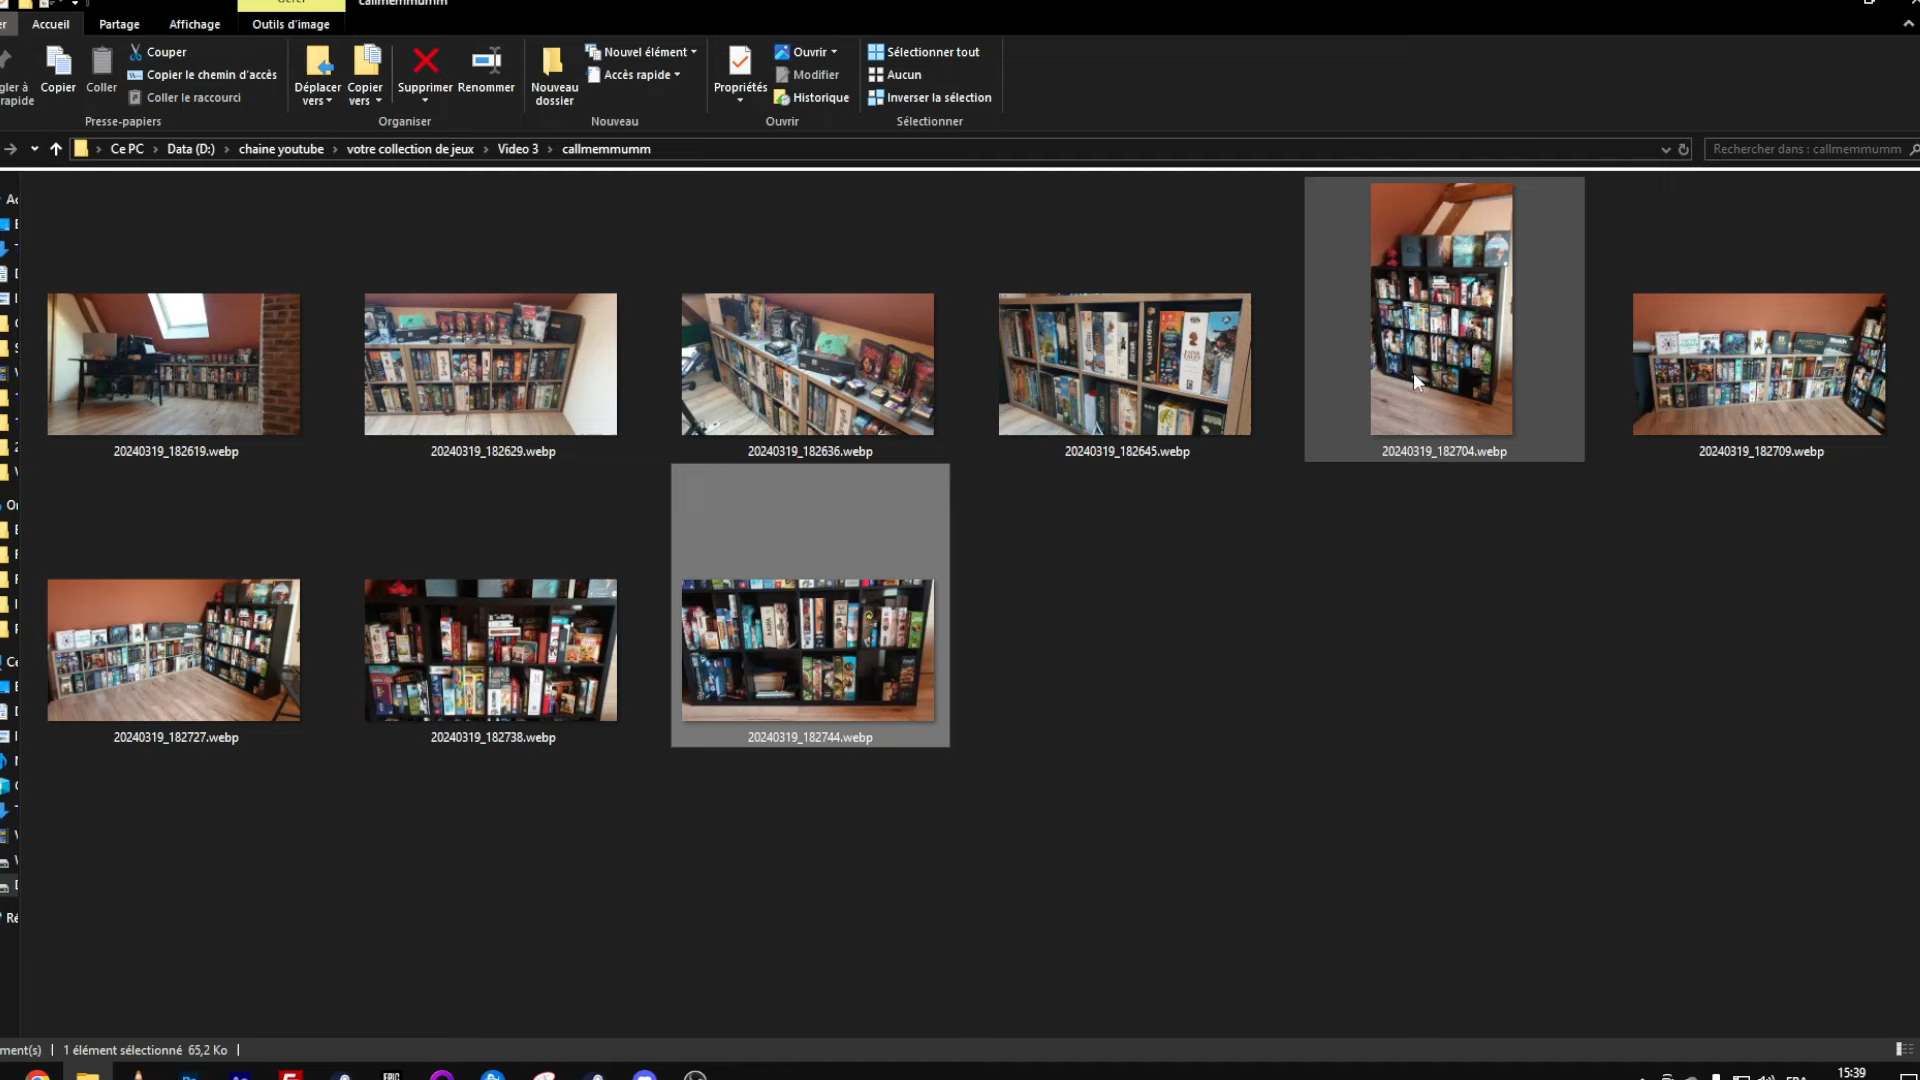 callmemmumm
Accueil
Partage
Affichage
Outils d'image
Copier
Coller
Couper
Copier le chemin d'accès
Coller le raccourci
Presse-papiers
Déplacer
vers
Copier
vers
Supprimer
Renommer
Organiser
Nouveau
dossier
Nouvel élément
Accès rapide
Nouveau
Propriétés
Ouvrir
Modifier
Historique
Ouvrir
Sélectionner tout
Aucun
Inverser la sélection
Sélectionner
Ce PC > Data (D:) > chaine youtube > votre collection de jeux > Video 3 > callmemmumm
Rechercher dans : callmemmumm
20240319_182619.webp
20240319_182629.webp
20240319_182636.webp
20240319_182645.webp
20240319_182704.webp
20240319_182709.webp
20240319_182727.webp
20240319_182738.webp
20240319_182744.webp
1 élément sélectionné 65,2 Ko
15:39